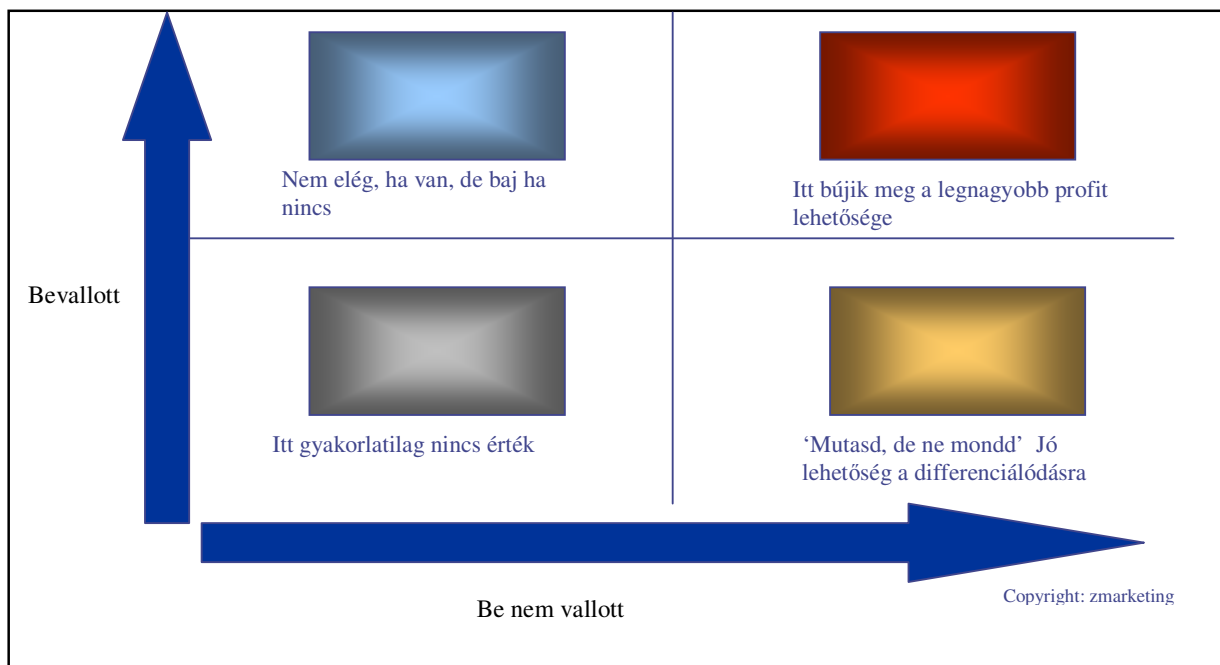 Nem elég, ha van, de baj ha
nincs
Itt bújik meg a legnagyobb profit
lehetősége
Bevallott
Itt gyakorlatilag nincs érték
‘Mutasd, de ne mondd’  Jó
lehetőség a differenciálódásra
Be nem vallott
Copyright: zmarketing